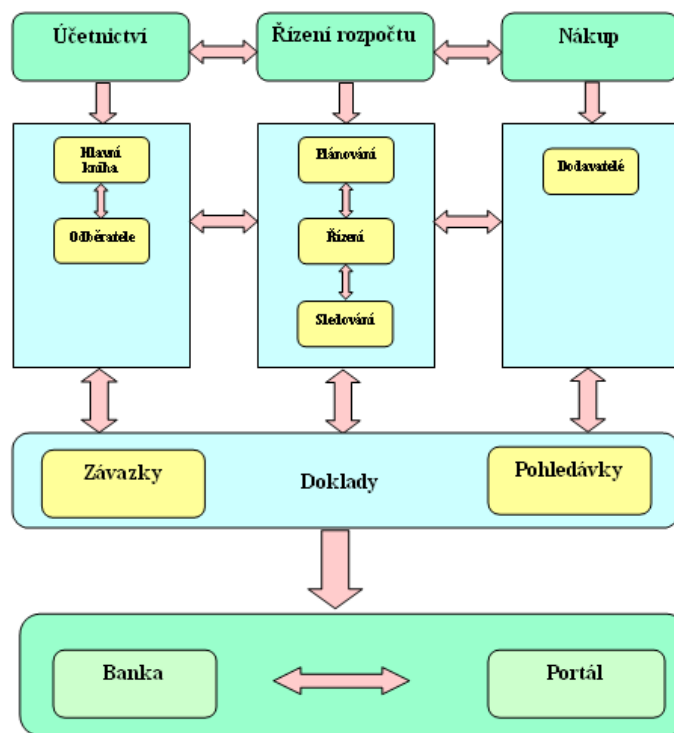 Účetnictví
Řízení rozpočtu
Nákup
Hlavní
kniha
Odběratele
Plánování
Řízení
Sledování
Dodavatelé
Závazky
Doklady
Pohledávky
Banka
Portál